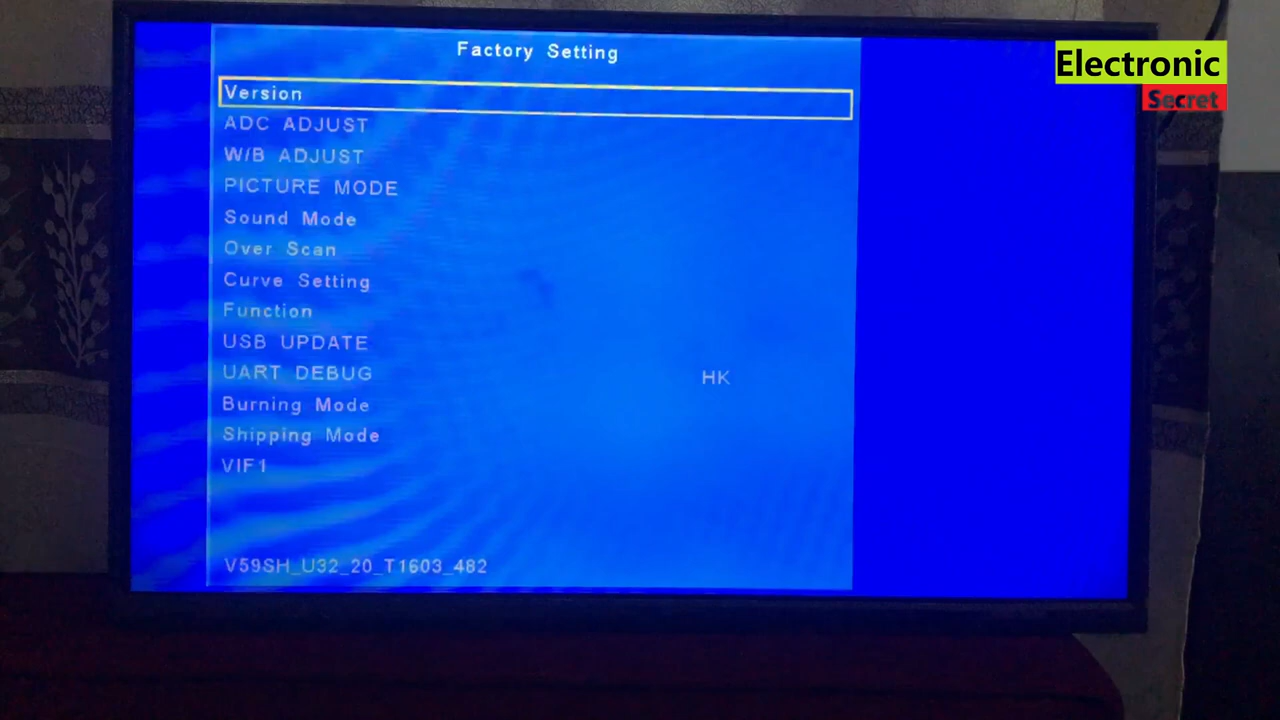 Factory Setting
Electronic
Secret
Version
ADC ADJUST
W/B ADJUST
PICTURE MODE
Sound Mode
Over Scan
Curve Setting
Function
USB UPDATE
UART DEBUG HK
Burning Mode
Shipping Mode
VIF1
V59SH_U32_20_T1603_482